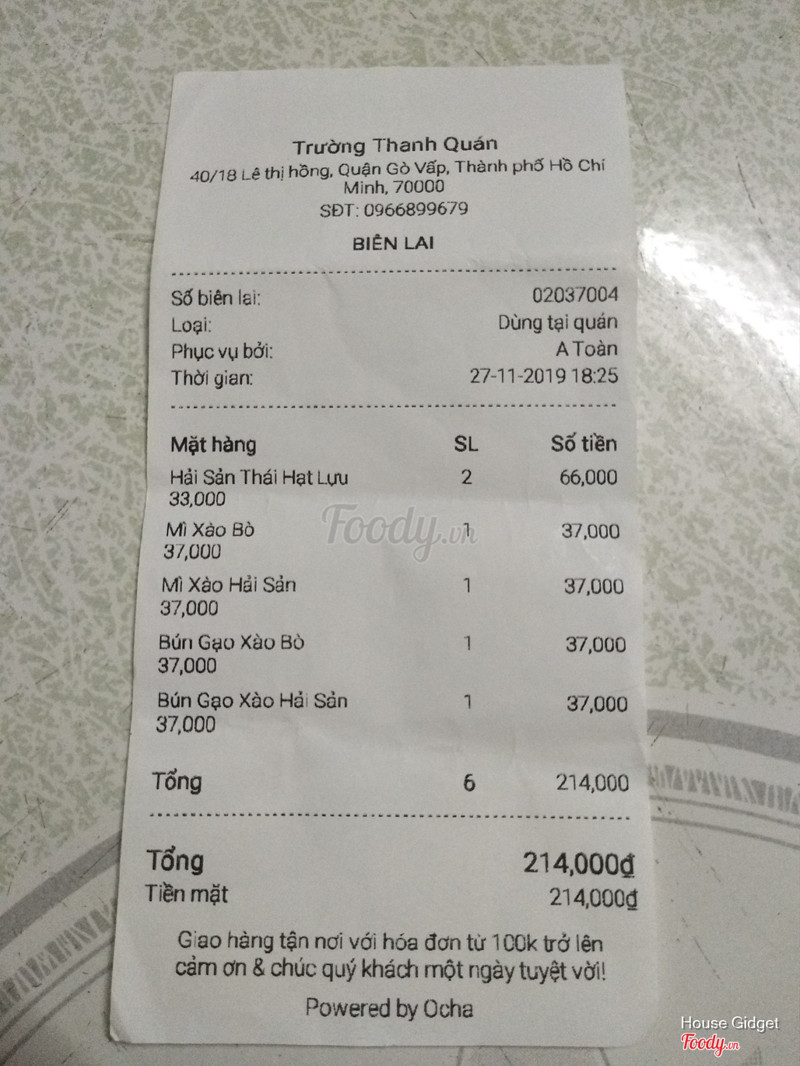 Trường Thanh Quán
40/18 Lê thị hồng, Quận Gò Vấp, Thành phố Hồ Chí
Minh, 70000
SĐT: 0966899679
BIÊN LAI
Số biên lai: 02037004
Loại: Dùng tại quán
Phục vụ bởi: A Toàn
Thời gian: 27-11-2019 18:25
Mặt hàng SL Số tiền
Hải Sản Thái Hạt Lựu 2 66,000
33,000
Mì Xào Bò 1 37,000
37,000
Foody.vn
Mì Xào Hải Sản 1 37,000
37,000
Bún Gạo Xào Bò 1 37,000
37,000
Bún Gạo Xào Hải Sản 1 37,000
37,000
Tổng 6 214,000
Tổng 214,000₫
Tiền mặt 214,000₫
Giao hàng tận nơi với hóa đơn từ 100k trở lên
cảm ơn & chúc quý khách một ngày tuyệt vời!
Powered by Ocha
House Gidget
Foody.vn